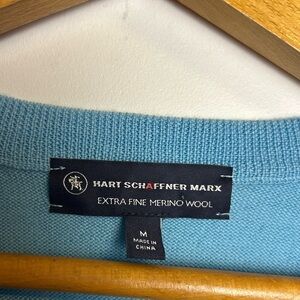 HART SCHAFFNER MARX
EXTRA FINE MERINO WOOL
M
MADE IN
CHINA